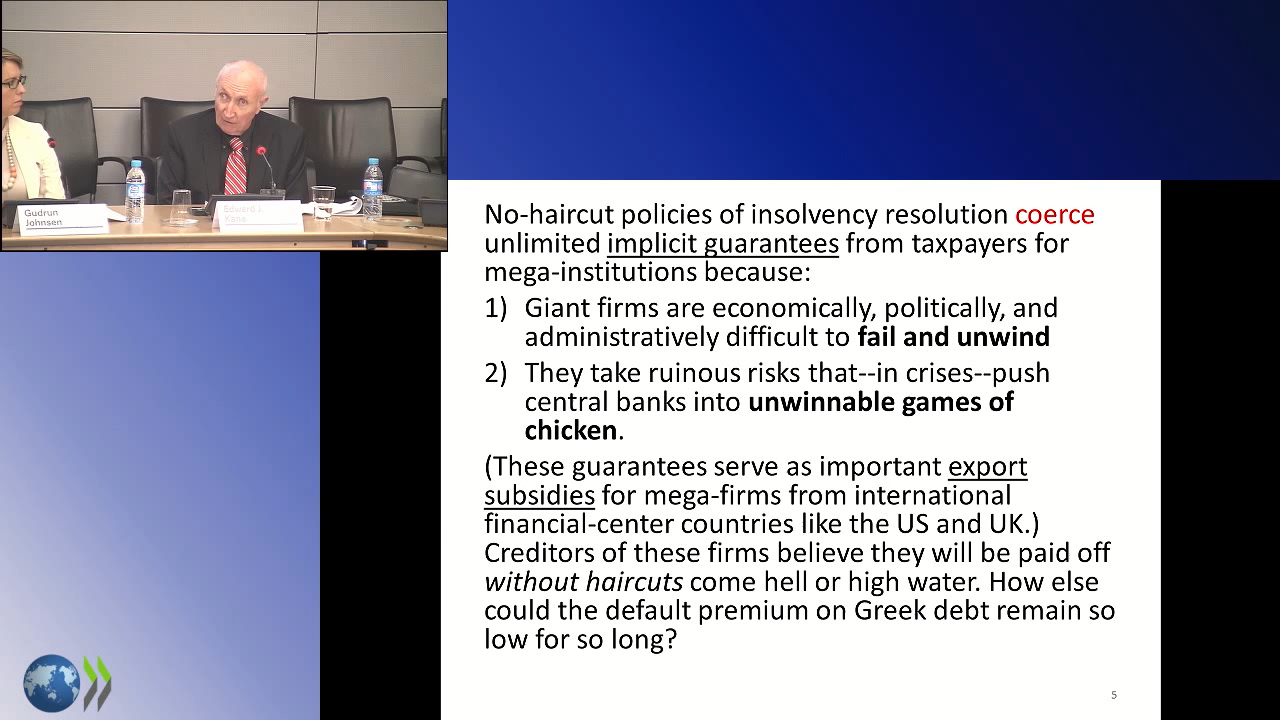 Gudrun
Johnsen
Edward J.
Kane
No-haircut policies of insolvency resolution coerce
unlimited implicit guarantees from taxpayers for
mega-institutions because:
1) Giant firms are economically, politically, and
administratively difficult to fail and unwind
2) They take ruinous risks that--in crises--push
central banks into unwinnable games of
chicken.
(These guarantees serve as important export
subsidies for mega-firms from international
financial-center countries like the US and UK.)
Creditors of these firms believe they will be paid off
without haircuts come hell or high water. How else
could the default premium on Greek debt remain so
low for so long?
5